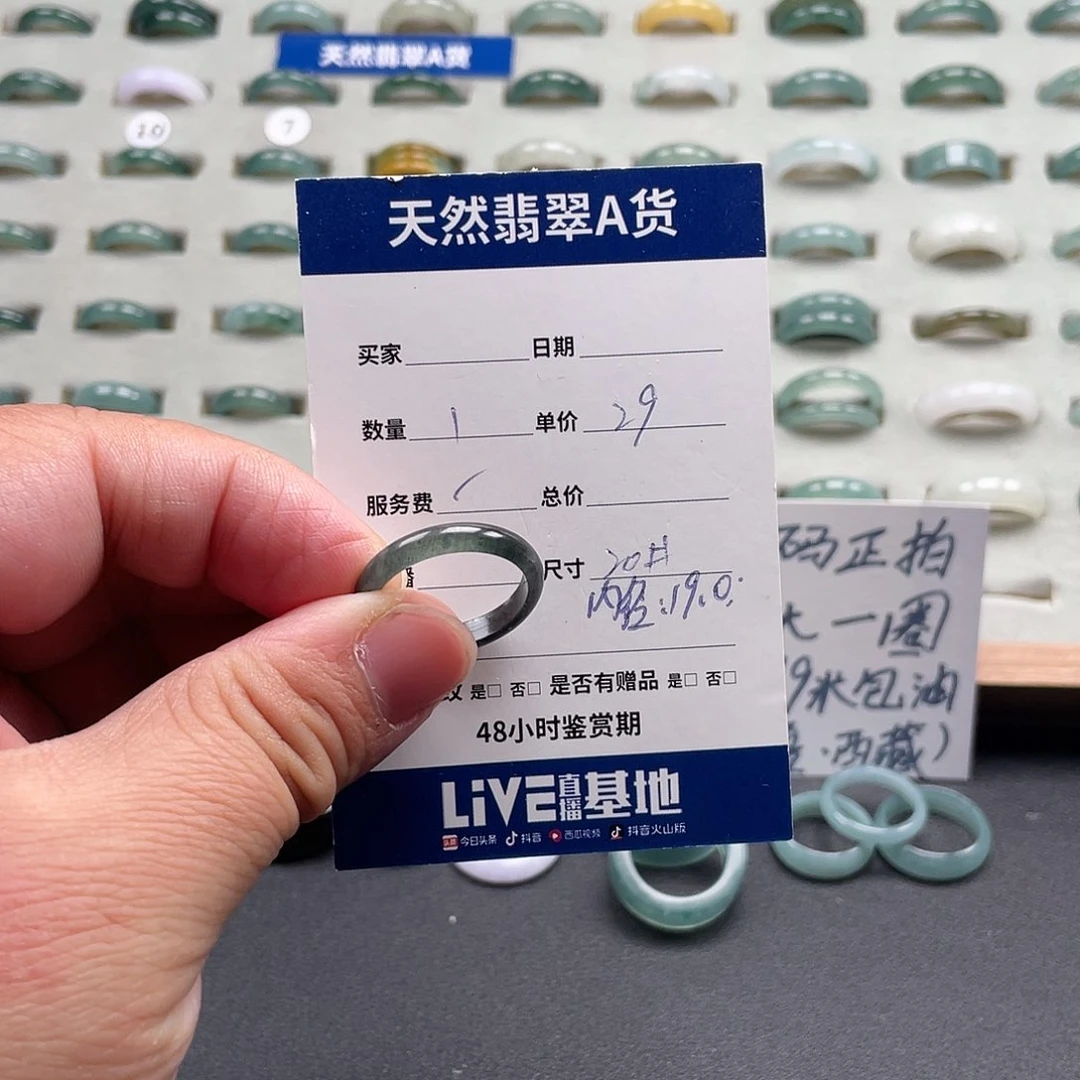 天然翡翠A货
20
7
天然翡翠A货
买家 日期
数量 1 单价 29
服务费 总价
尺寸 20#
内径:19.0
是□ 否□ 是否有赠品 是□ 否□
48小时鉴赏期
LiVE直播基地
头条 今日头条 抖音 西瓜视频 抖音火山版
码正拍
大一圈
9米包油
西藏）